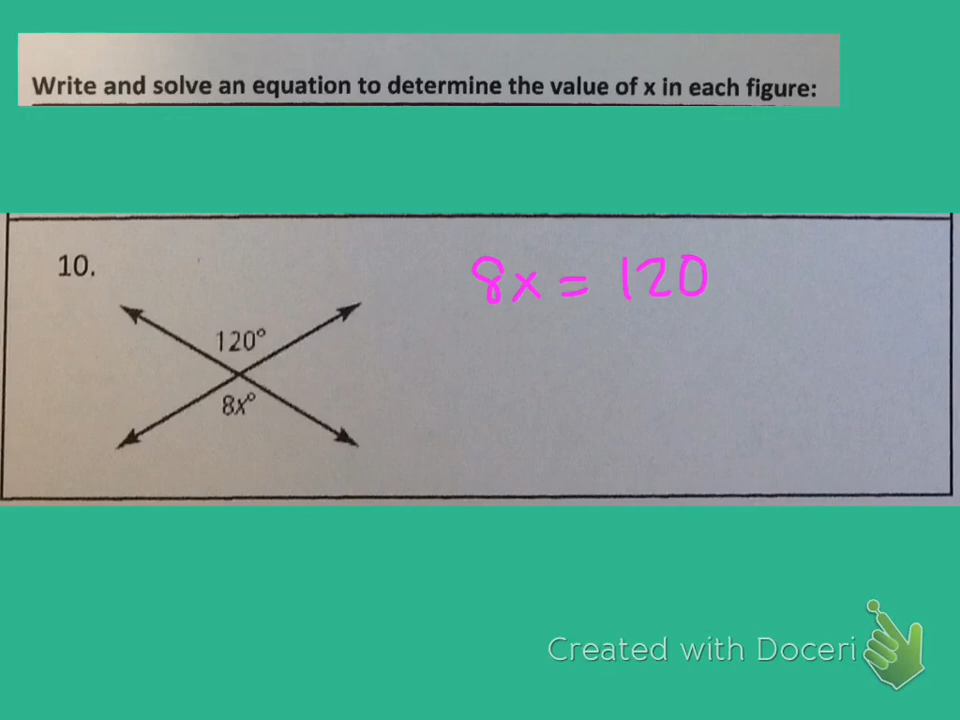 Write and solve an equation to determine the value of x in each figure:
10.
8x = 120
120°
8x°
Created with Doceri